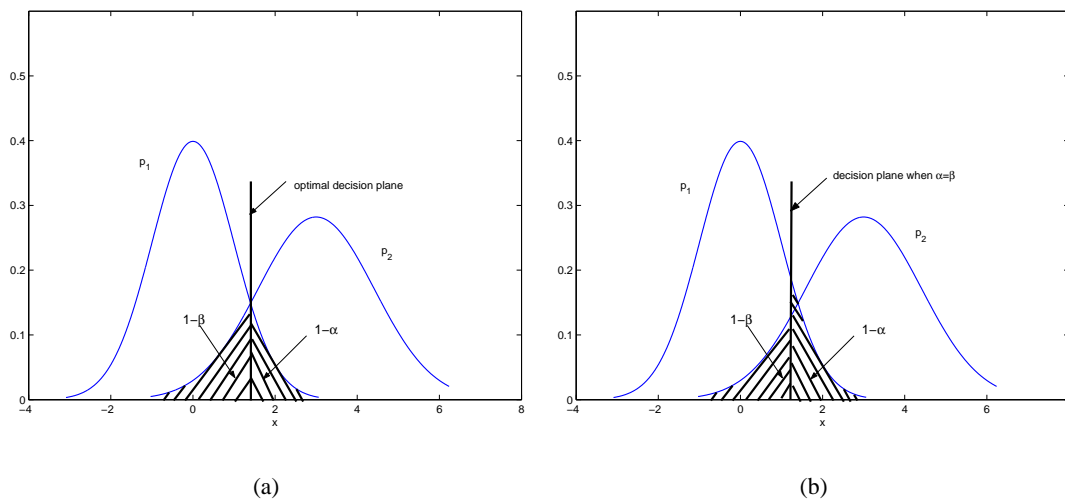 0.5
0.4
0.3
0.2
0.1
0
−4
−2
0
2
4
6
8
x
p1
p2
optimal decision plane
1−β
1−α
(a)
0.5
0.4
0.3
0.2
0.1
0
−4
−2
0
2
4
6
x
p1
p2
decision plane when α=β
1−β
1−α
(b)